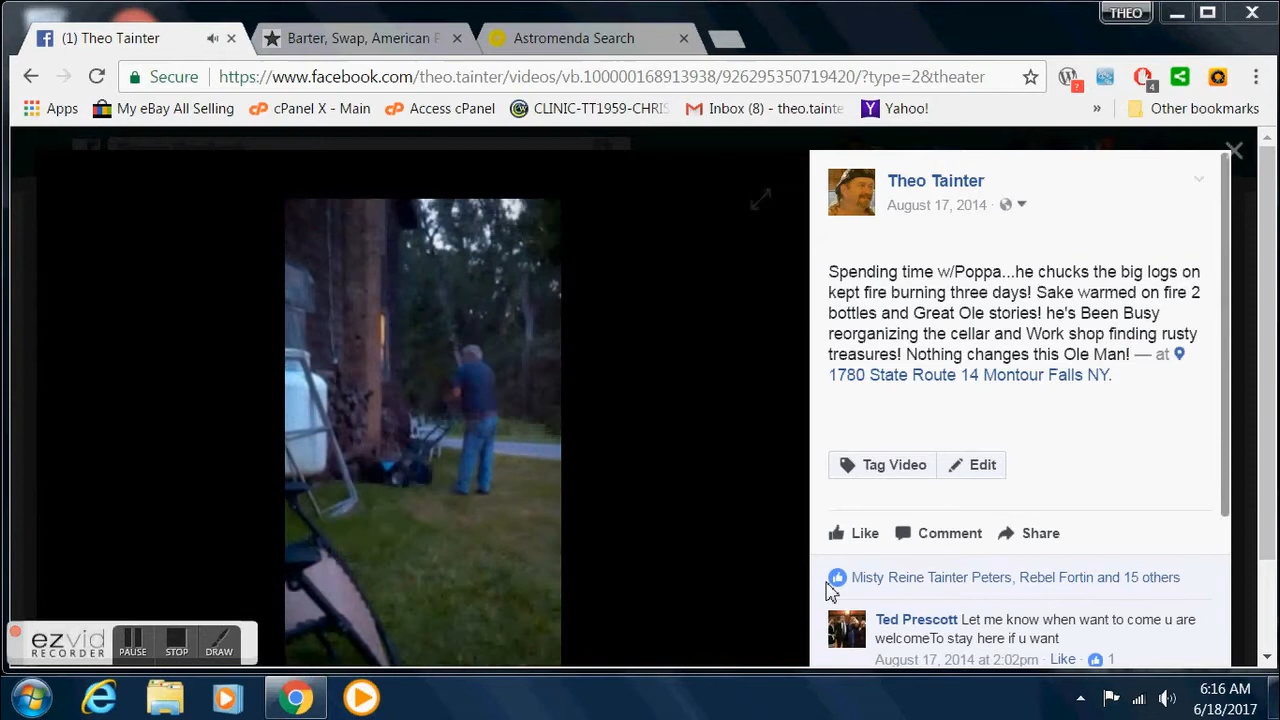 THEO
(1) Theo Tainter
Barter, Swap, American
Astromenda Search
Secure
https://www.facebook.com/theo.tainter/videos/vb.100000168913938/926295350719420/?type=2&theater
?
4
Apps
My eBay All Selling
cPanel X - Main
Access cPanel
CLINIC-TT1959-CHRIS
Inbox (8) - theotainte
Yahoo!
»
Other bookmarks
Theo Tainter
August 17, 2014
Spending time w/Poppa...he chucks the big logs on
kept fire burning three days! Sake warmed on fire 2
bottles and Great Ole stories! he's Been Busy
reorganizing the cellar and Work shop finding rusty
treasures! Nothing changes this Ole Man! — at
1780 State Route 14 Montour Falls NY.
Tag Video
Edit
Like
Comment
Share
Misty Reine Tainter Peters, Rebel Fortin and 15 others
Ted Prescott Let me know when want to come u are
welcomeTo stay here if u want
August 17, 2014 at 2:02pm · Like · 1
ezvid
RECORDER
PAUSE
STOP
DRAW
6:16 AM
6/18/2017